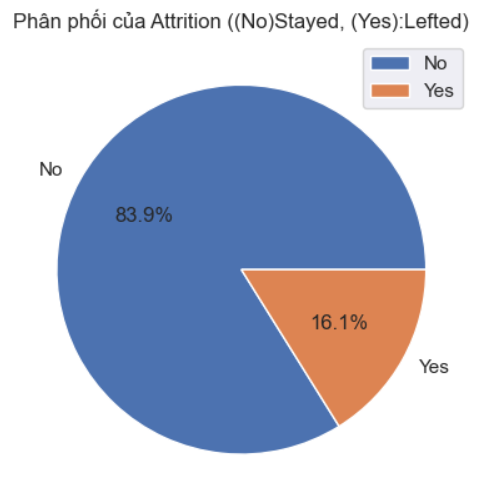 Phân phối của Attrition ((No)Stayed, (Yes):Lefted)
No
Yes
No
83.9%
16.1%
Yes